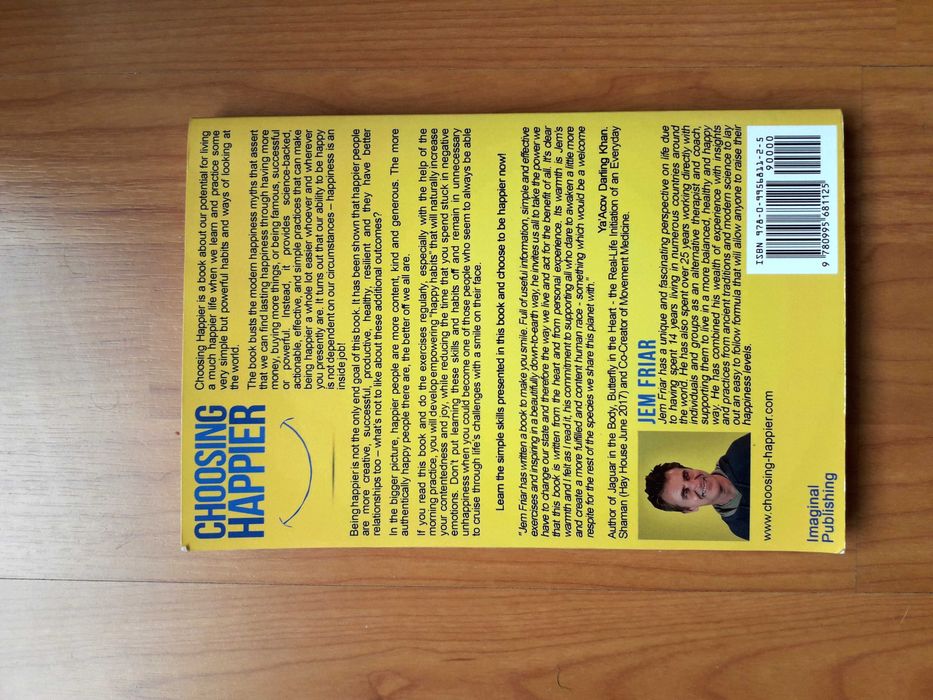 CHOOSING
HAPPIER
Choosing Happier is a book about our potential for living
a much happier life when we learn and practice some
very simple but powerful habits and ways of looking at
the world.
The book busts the modern happiness myths that assert
that we can find lasting happiness through having more
money, buying more things, or being famous, successful
or powerful. Instead, it provides science-backed,
actionable, effective, and simple practices that can make
being happier a whole lot easier whoever and wherever
you presently are. It turns out that our ability to be happy
is not dependent on our circumstances – happiness is an
inside job!
Being happier is not the only end goal of this book. It has been shown that happier people
are more creative, successful, productive, healthy, resilient and they have better
relationships too – what's not to like about these additional outcomes?
In the bigger picture, happier people are more content, kind and generous. The more
authentically happy people there are, the better off we all are.
If you read this book and do the exercises regularly, especially with the help of the
morning practice, you will develop empowering "happy habits" that will naturally increase
your contentedness and joy, while reducing the time that you spend stuck in negative
emotions. Don't put learning these skills and habits off and remain in unnecessary
unhappiness when you could become one of those people who seem to always be able
to cruise through life's challenges with a smile on their face.
Learn the simple skills presented in this book and choose to be happier now!
"Jem Friar has written a book to make you smile. Full of useful information, simple and effective
exercises and inspiring in a beautifully down-to-earth way, he invites us all to take the power we
have to change our state and therefore the way we live and act for the benefit of all. It's clear
that this book is written from the heart and from personal experience. Its warmth is Jem's
warmth and I felt as I read it, his commitment to supporting all who dare to awaken a little more
and create a more fulfilled and content human race - something which would be a welcome
respite for the rest of the species we share this planet with".
Ya'Acov Darling Khan.
Author of Jaguar in the Body, Butterfly in the Heart - the Real-Life Initiation of an Everyday
Shaman (Hay House June 2017) and Co-Creator of Movement Medicine.
JEM FRIAR
Jem Friar has a unique and fascinating perspective on life due
to having spent 14 years living in numerous countries around
the world. He has also spent over 25 years working directly with
individuals and groups as an alternative therapist and coach,
supporting them to live in a more balanced, healthy and happy
way. He has combined his wealth of experience with insights
and practices from ancient traditions and modern science to lay
out an easy to follow formula that will allow anyone to raise their
happiness levels.
www.choosing-happier.com
Imaginal
Publishing
ISBN 978-0-9956811-2-5
90000
9 780995 681125